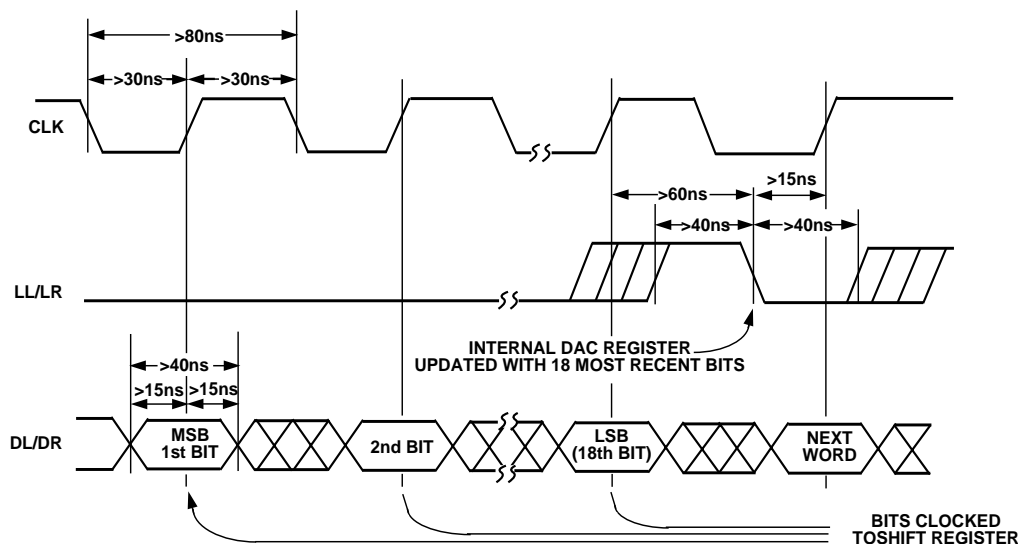 >80ns
>30ns >30ns
CLK
>60ns >15ns
>40ns >40ns
LL/LR
INTERNAL DAC REGISTER
UPDATED WITH 18 MOST RECENT BITS
>40ns
>15ns >15ns
DL/DR
MSB
1st BIT
2nd BIT
LSB
(18th BIT)
NEXT
WORD
BITS CLOCKED
TOSHIFT REGISTER